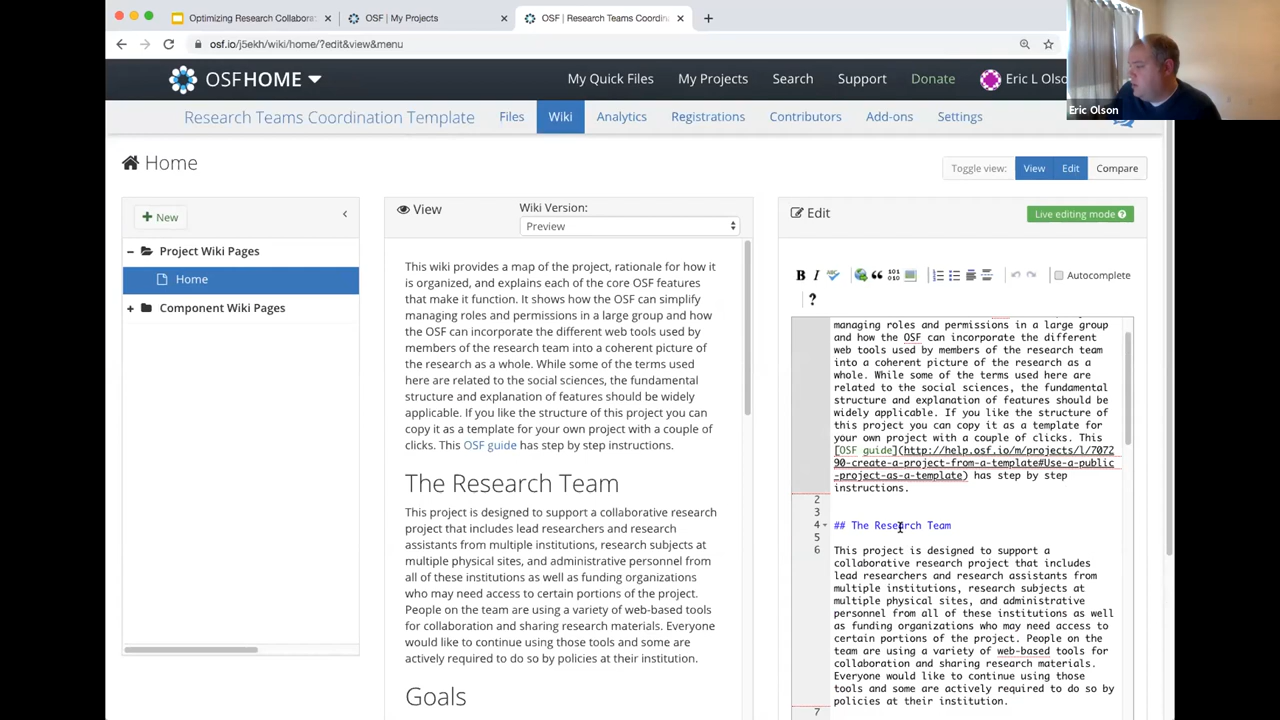 Optimizing Research Collabora
OSF | My Projects
OSF | Research Teams Coordin
osf.io/j5ekh/wiki/home/?edit&view&menu
OSFHOME
My Quick Files
My Projects
Search
Support
Donate
Eric L Olso
Eric Olson
Research Teams Coordination Template
Files
Wiki
Analytics
Registrations
Contributors
Add-ons
Settings
Home
Toggle view:
View
Edit
Compare
New
Project Wiki Pages
Home
Component Wiki Pages
View
Wiki Version:
Preview
This wiki provides a map of the project, rationale for how it
is organized, and explains each of the core OSF features
that make it function. It shows how the OSF can simplify
managing roles and permissions in a large group and how
the OSF can incorporate the different web tools used by
members of the research team into a coherent picture of
the research as a whole. While some of the terms used
here are related to the social sciences, the fundamental
structure and explanation of features should be widely
applicable. If you like the structure of this project you can
copy it as a template for your own project with a couple of
clicks. This OSF guide has step by step instructions.
The Research Team
This project is designed to support a collaborative research
project that includes lead researchers and research
assistants from multiple institutions, research subjects at
multiple physical sites, and administrative personnel from
all of these institutions as well as funding organizations
who may need access to certain portions of the project.
People on the team are using a variety of web-based tools
for collaboration and sharing research materials. Everyone
would like to continue using those tools and some are
actively required to do so by policies at their institution.
Goals
Edit
Live editing mode
B I
Autocomplete
?
managing roles and permissions in a large group
and how the OSF can incorporate the different
web tools used by members of the research team
into a coherent picture of the research as a
whole. While some of the terms used here are
related to the social sciences, the fundamental
structure and explanation of features should be
widely applicable. If you like the structure of
this project you can copy it as a template for
your own project with a couple of clicks. This
[OSF guide](http://help.osf.io/m/projects/l/7072
90-create-a-project-from-a-template#Use-a-public
-project-as-a-template) has step by step
instructions.
2
3
4 ## The Research Team
5
6 This project is designed to support a
collaborative research project that includes
lead researchers and research assistants from
multiple institutions, research subjects at
multiple physical sites, and administrative
personnel from all of these institutions as well
as funding organizations who may need access to
certain portions of the project. People on the
team are using a variety of web-based tools for
collaboration and sharing research materials.
Everyone would like to continue using those
tools and some are actively required to do so by
policies at their institution.
7